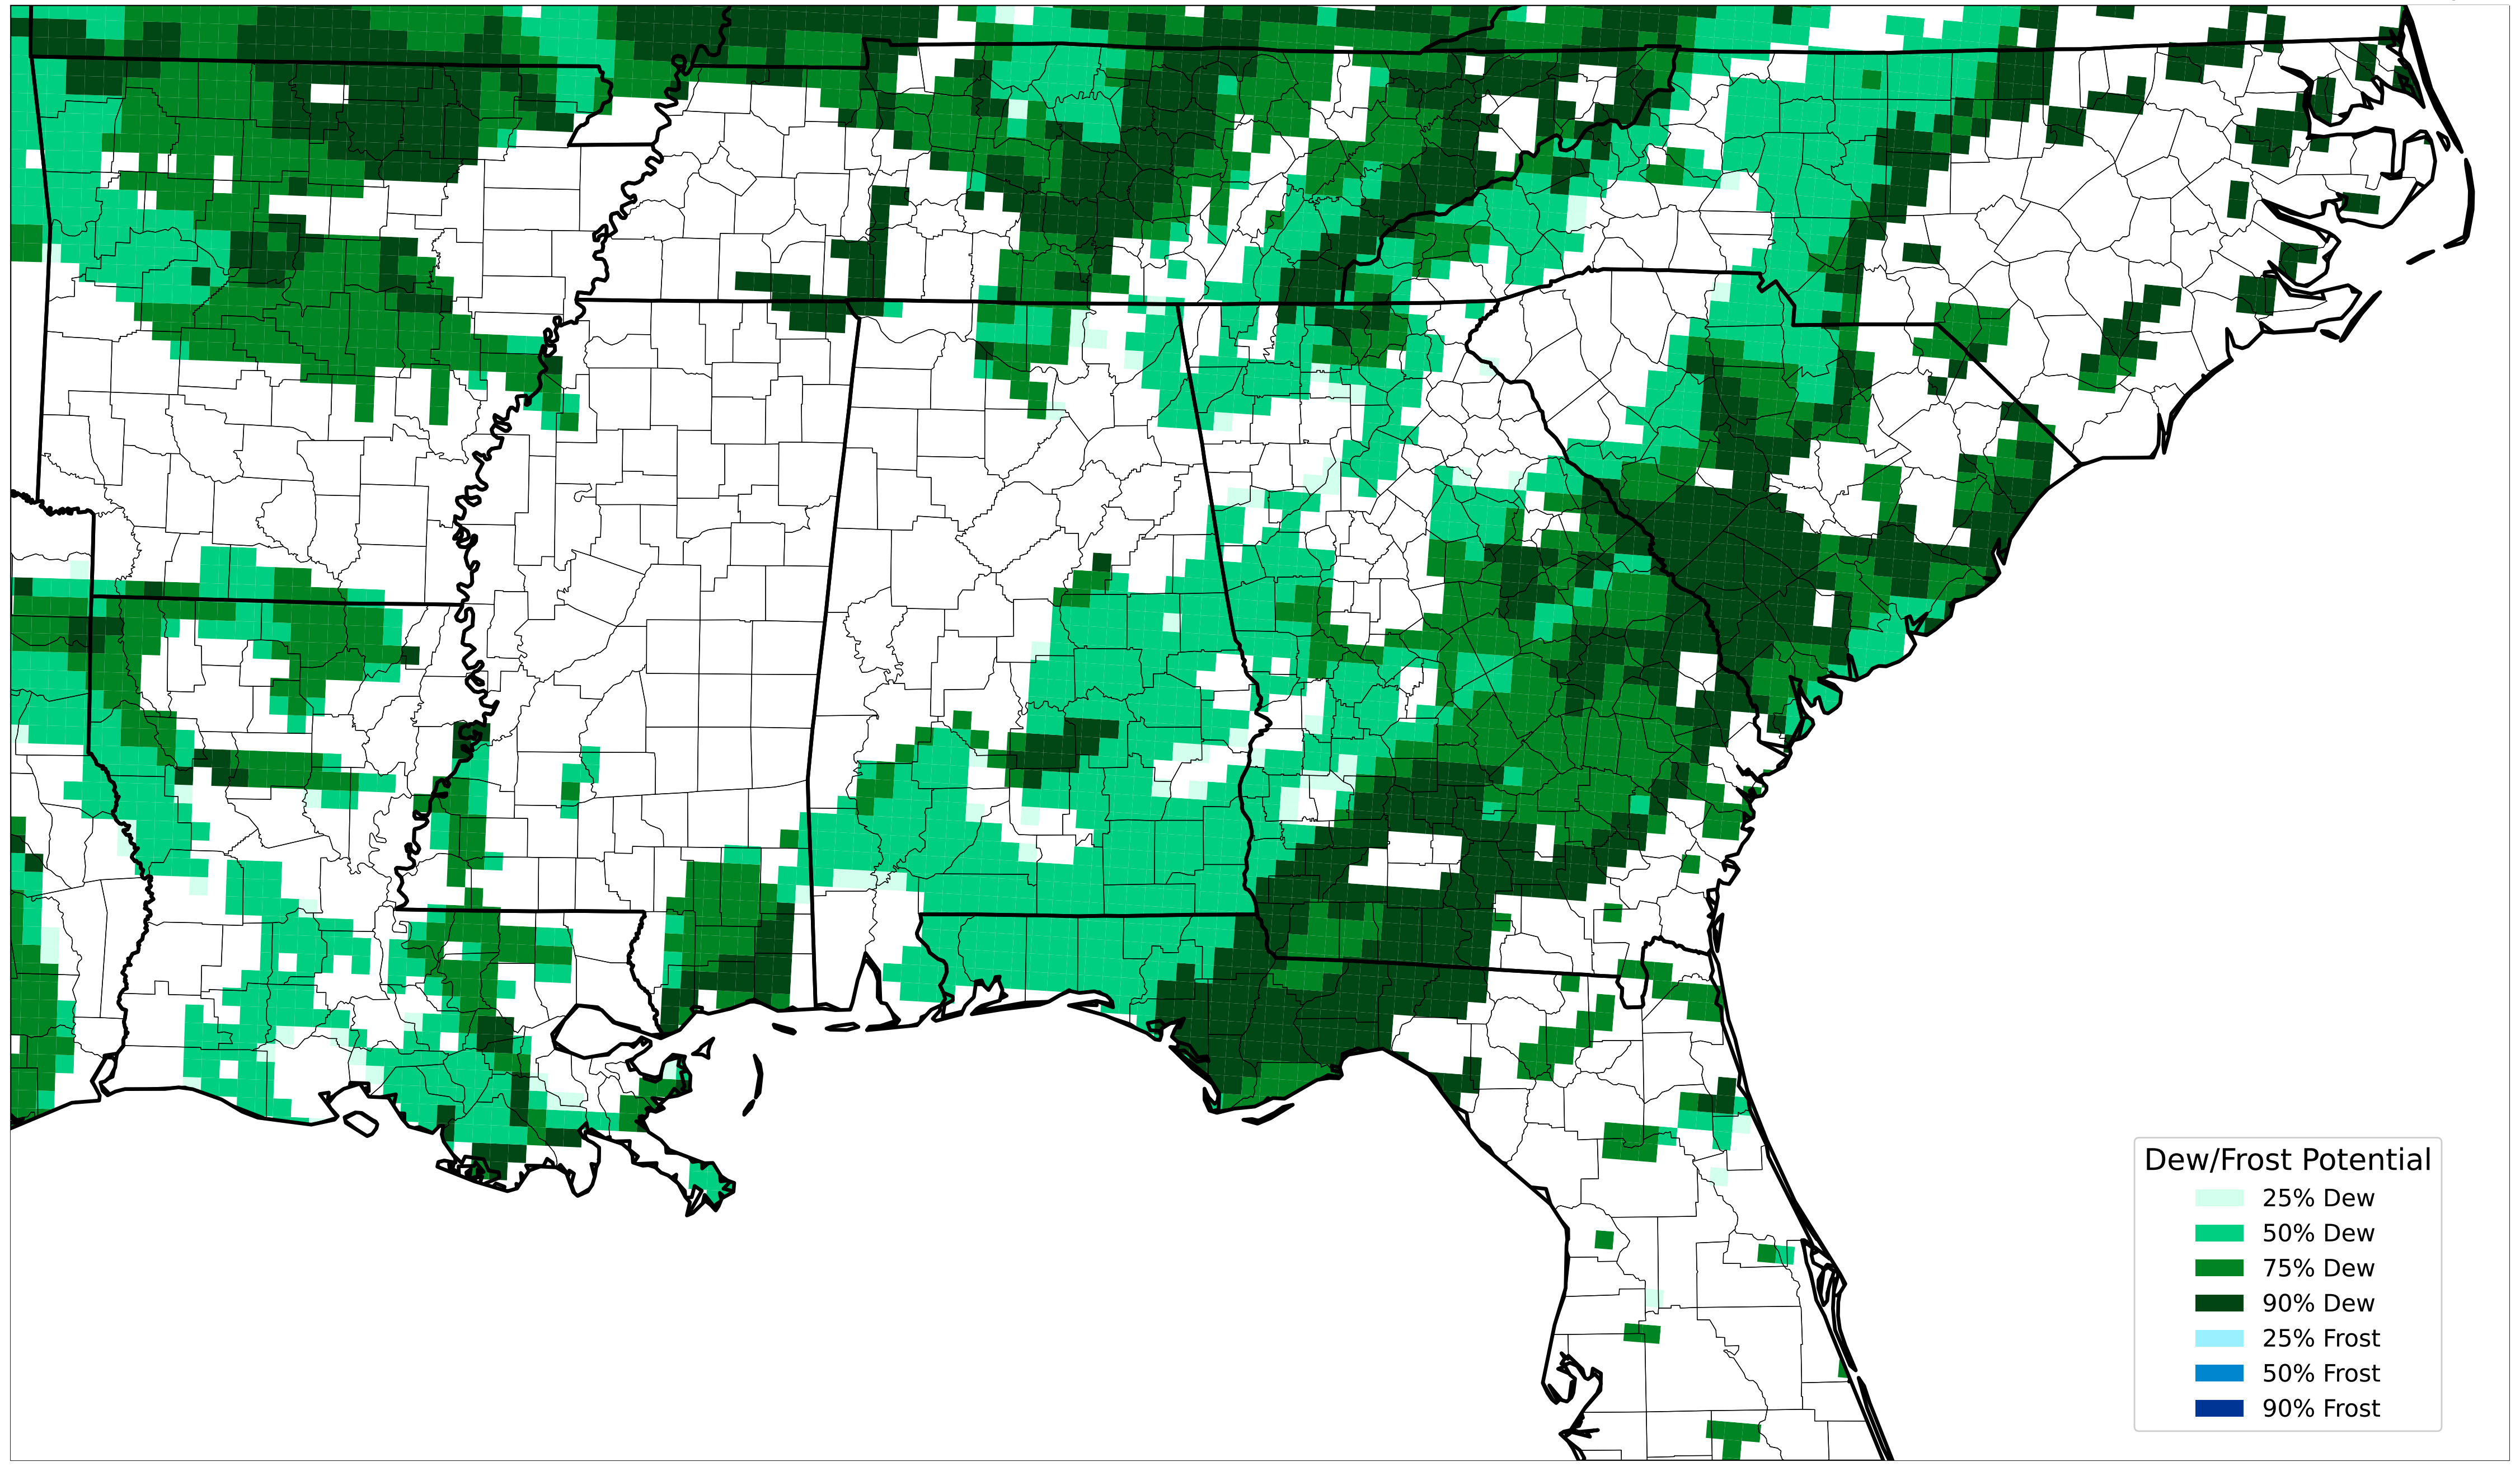 Dew/Frost Potential
25% Dew
50% Dew
75% Dew
90% Dew
25% Frost
50% Frost
90% Frost